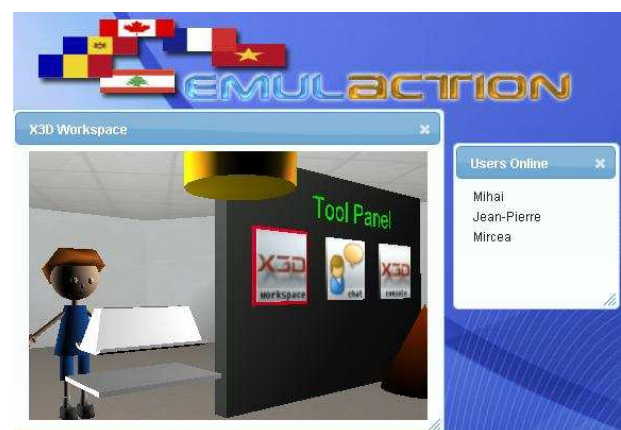 EMULACTION
X3D Workspace
Users Online
Mihai
Jean-Pierre
Mircea
Tool Panel
X3D
workspace
chat
X3D
console